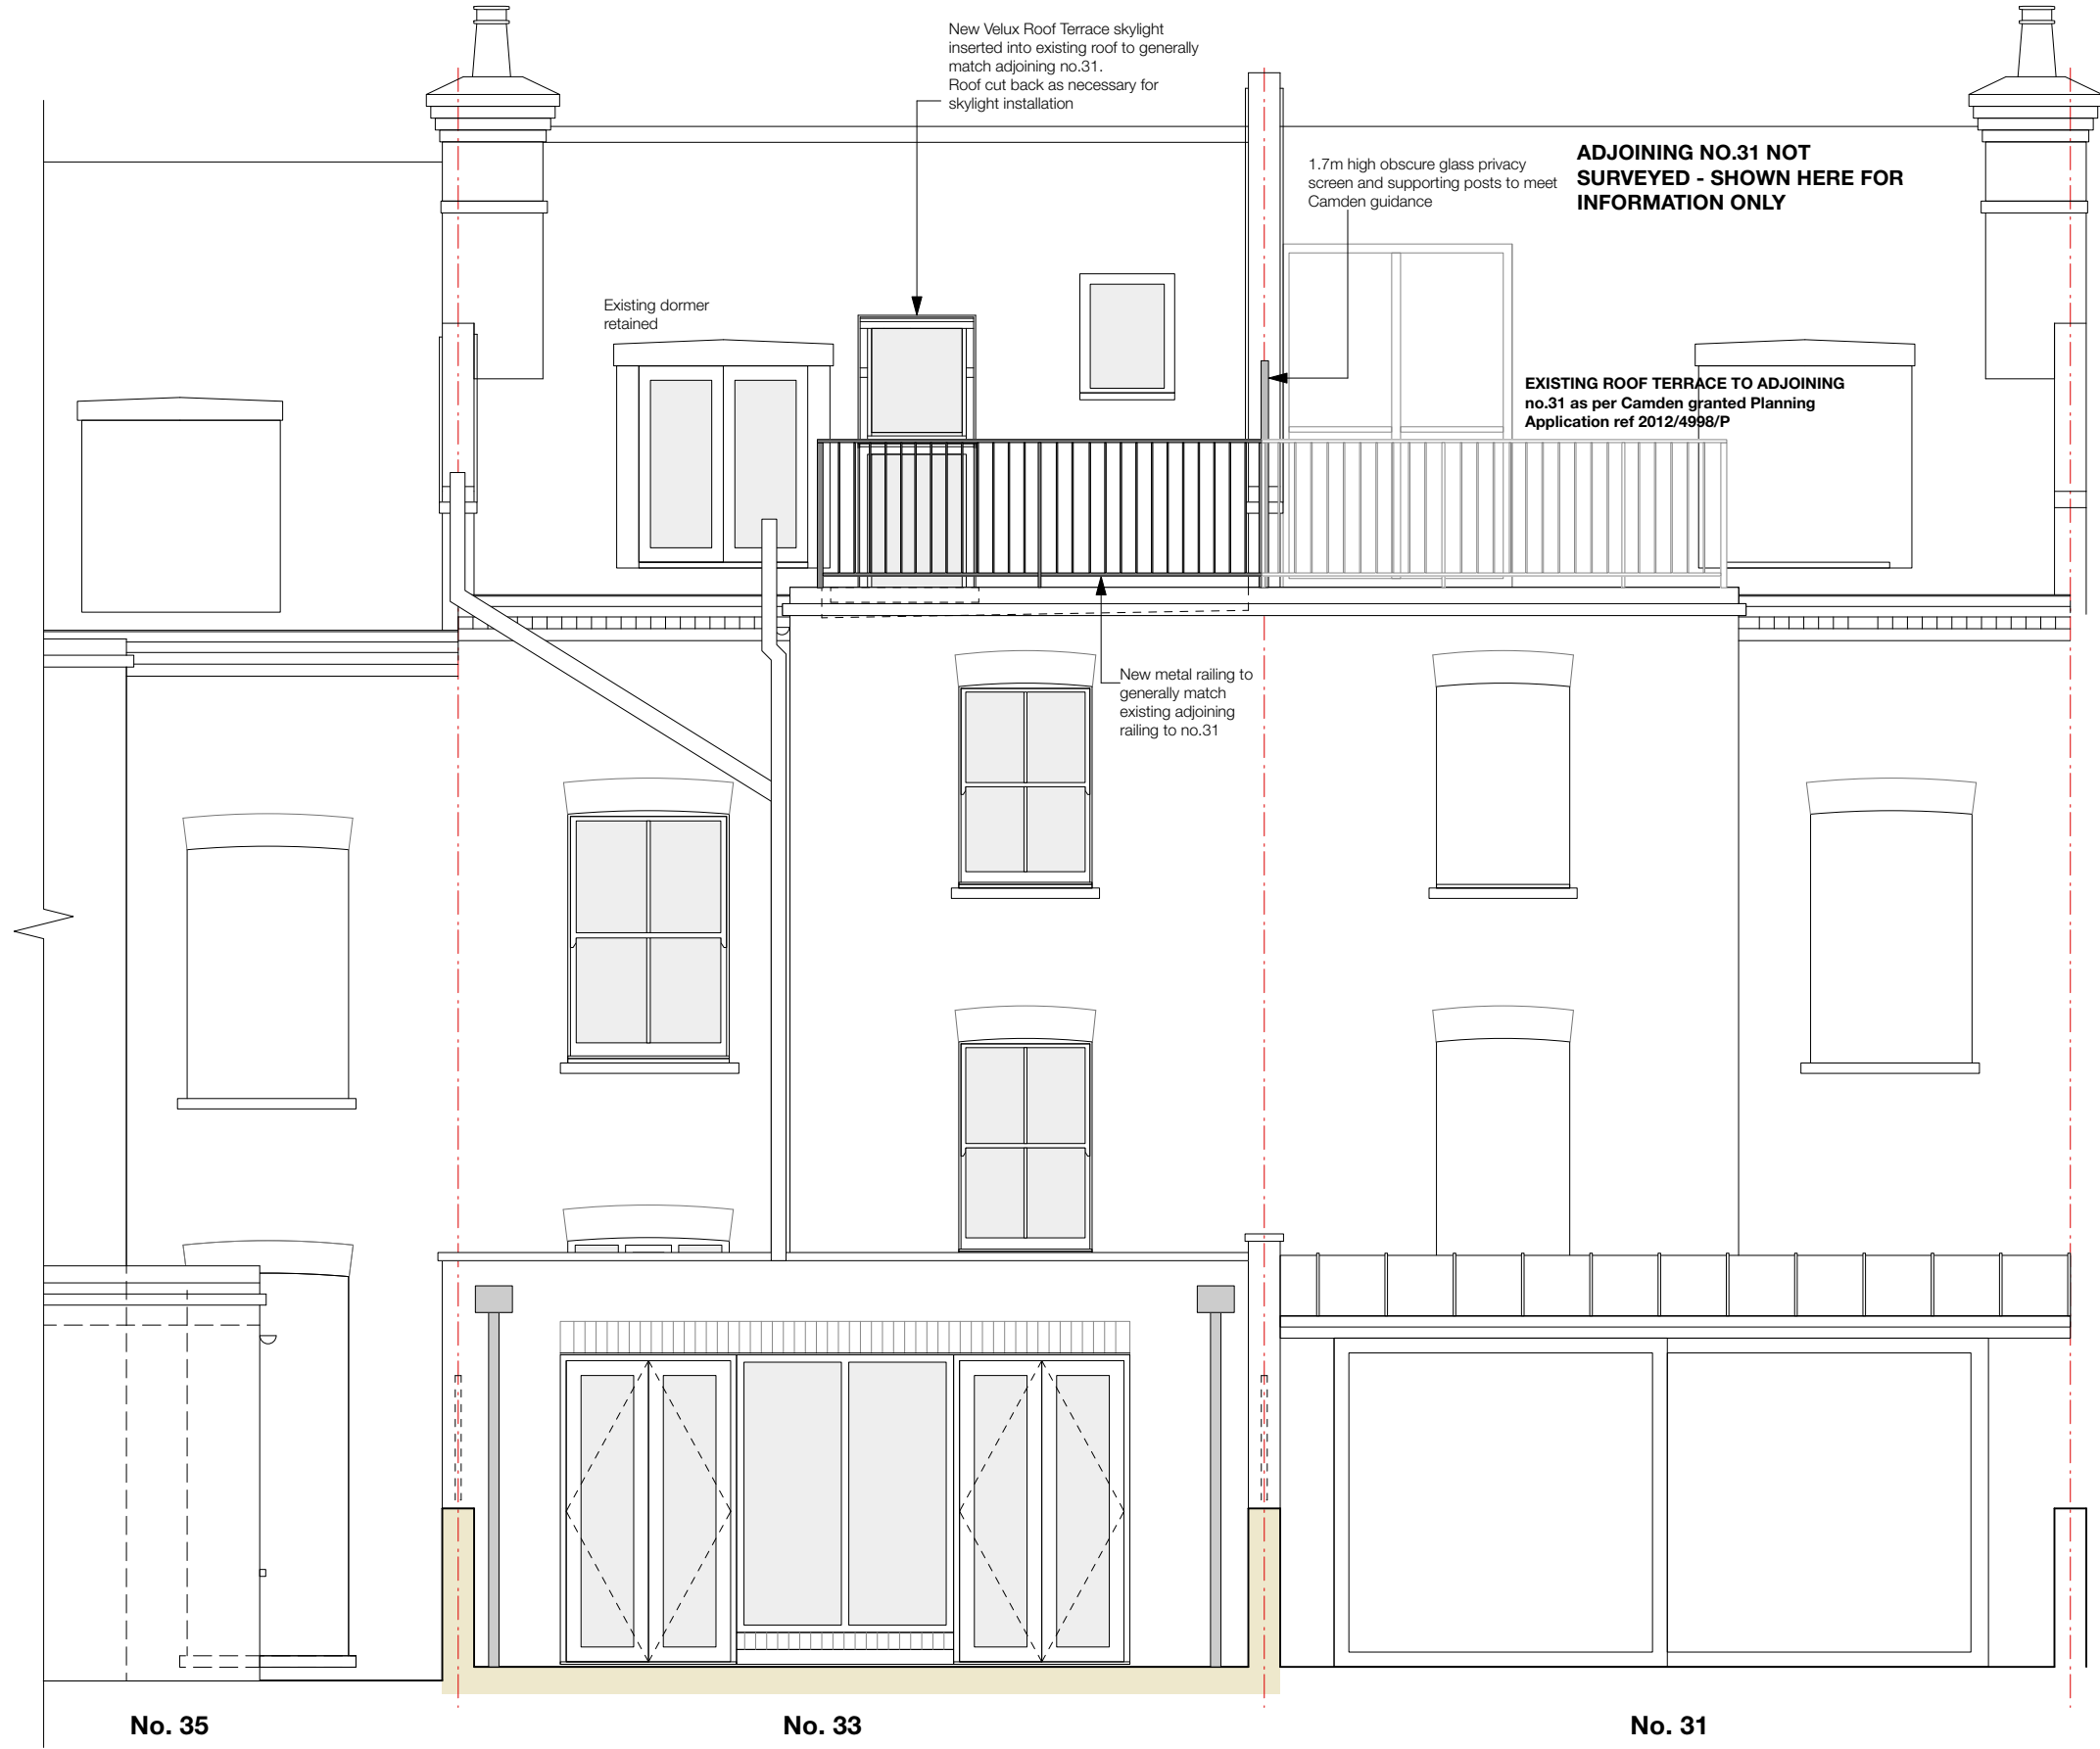 New Velux Roof Terrace skylight
inserted into existing roof to generally
match adjoining no.31.
Roof cut back as necessary for
skylight installation
1.7m high obscure glass privacy
screen and supporting posts to meet
Camden guidance
ADJOINING NO.31 NOT
SURVEYED - SHOWN HERE FOR
INFORMATION ONLY
Existing dormer
retained
EXISTING ROOF TERRACE TO ADJOINING
no.31 as per Camden granted Planning
Application ref 2012/4998/P
New metal railing to
generally match
existing adjoining
railing to no.31
No. 35
No. 33
No. 31